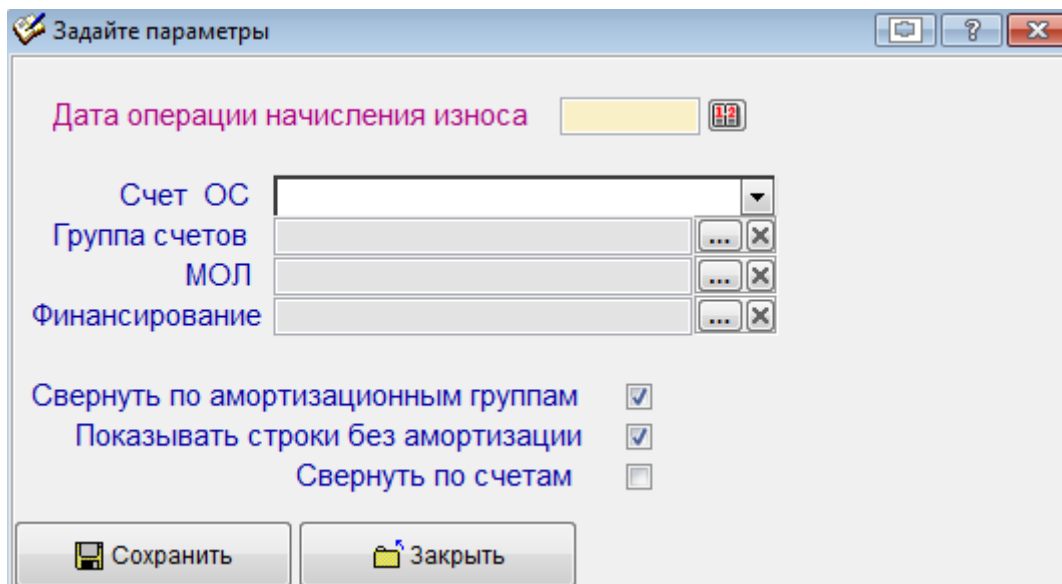 Задайте параметры
Дата операции начисления износа
Счет ОС
Группа счетов ...
МОЛ ...
Финансирование ...
Свернуть по амортизационным группам
Показывать строки без амортизации
Свернуть по счетам
Сохранить Закрыть